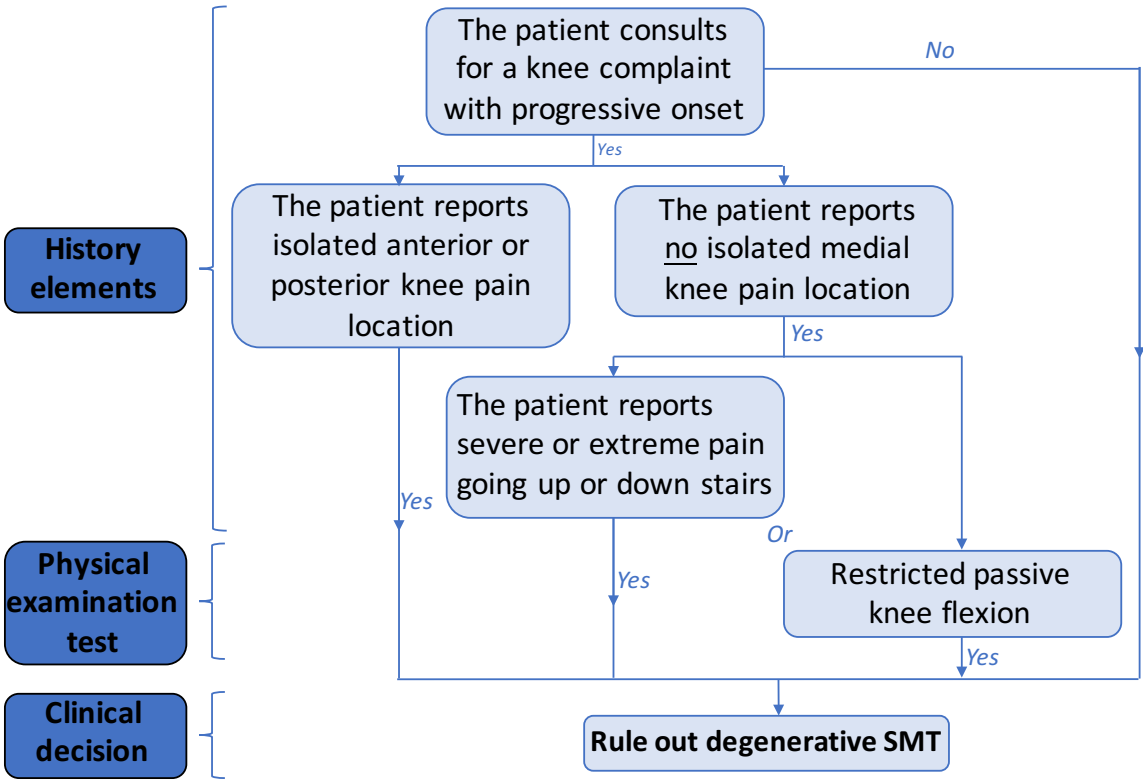 The patient consults
for a knee complaint
with progressive onset
No
Yes
The patient reports
isolated anterior or
posterior knee pain
location
The patient reports
no isolated medial
knee pain location
History
elements
Yes
The patient reports
severe or extreme pain
going up or down stairs
Yes
Or
Physical
examination
test
Yes
Restricted passive
knee flexion
Yes
Clinical
decision
Rule out degenerative SMT